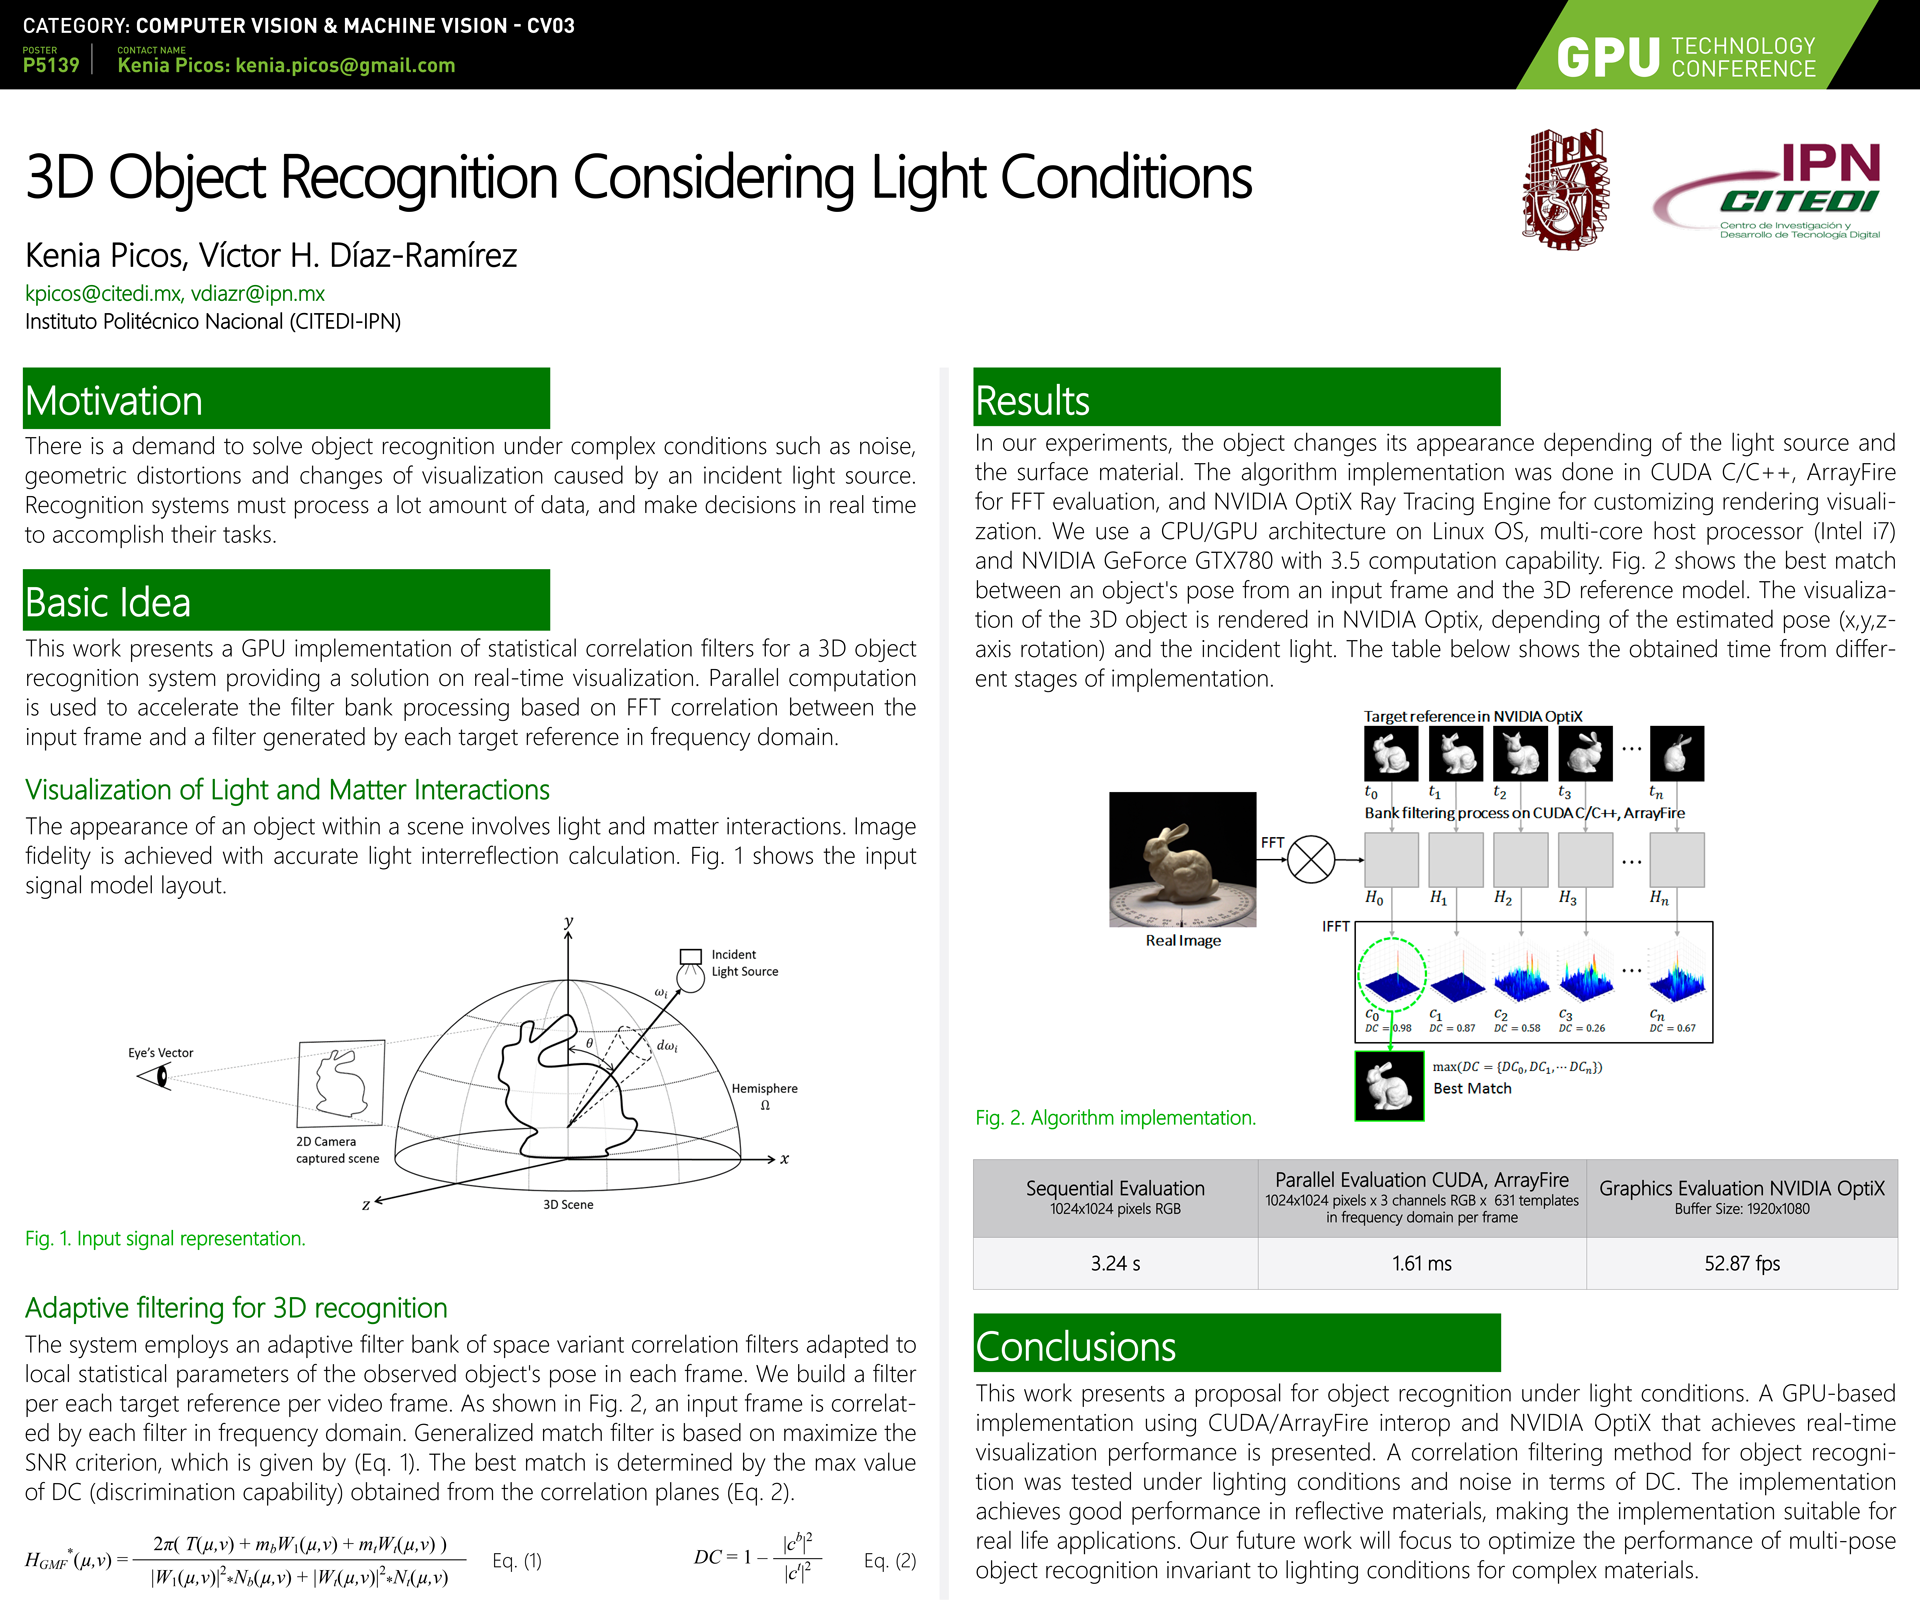 CATEGORY: COMPUTER VISION & MACHINE VISION - CV03
POSTER
P5139
CONTACT NAME
Kenia Picos: kenia.picos@gmail.com
GPU TECHNOLOGY CONFERENCE
3D Object Recognition Considering Light Conditions
Kenia Picos, Víctor H. Díaz-Ramírez
kpicos@citedi.mx, vdiazr@ipn.mx
Instituto Politécnico Nacional (CITEDI-IPN)
IPN
IPN
CITEDI
Centro de Investigación y
Desarrollo de Tecnología Digital
Motivation
There is a demand to solve object recognition under complex conditions such as noise,
geometric distortions and changes of visualization caused by an incident light source.
Recognition systems must process a lot amount of data, and make decisions in real time
to accomplish their tasks.
Basic Idea
This work presents a GPU implementation of statistical correlation filters for a 3D object
recognition system providing a solution on real-time visualization. Parallel computation
is used to accelerate the filter bank processing based on FFT correlation between the
input frame and a filter generated by each target reference in frequency domain.
Visualization of Light and Matter Interactions
The appearance of an object within a scene involves light and matter interactions. Image
fidelity is achieved with accurate light interreflection calculation. Fig. 1 shows the input
signal model layout.
y
Incident
Light Source
ω_i
θ
dω_i
Eye's Vector
Hemisphere
Ω
2D Camera
captured scene
x
z
3D Scene
Fig. 1. Input signal representation.
Adaptive filtering for 3D recognition
The system employs an adaptive filter bank of space variant correlation filters adapted to
local statistical parameters of the observed object's pose in each frame. We build a filter
per each target reference per video frame. As shown in Fig. 2, an input frame is correlat-
ed by each filter in frequency domain. Generalized match filter is based on maximize the
SNR criterion, which is given by (Eq. 1). The best match is determined by the max value
of DC (discrimination capability) obtained from the correlation planes (Eq. 2).
H_GMF*(μ,ν) = 2π( T(μ,ν) + m_bW_1(μ,ν) + m_tW_t(μ,ν) ) / |W_1(μ,ν)|²*N_b(μ,ν) + |W_t(μ,ν)|²*N_t(μ,ν) Eq. (1)
DC = 1 – |c^b|² / |c^t|² Eq. (2)
Results
In our experiments, the object changes its appearance depending of the light source and
the surface material. The algorithm implementation was done in CUDA C/C++, ArrayFire
for FFT evaluation, and NVIDIA OptiX Ray Tracing Engine for customizing rendering visuali-
zation. We use a CPU/GPU architecture on Linux OS, multi-core host processor (Intel i7)
and NVIDIA GeForce GTX780 with 3.5 computation capability. Fig. 2 shows the best match
between an object's pose from an input frame and the 3D reference model. The visualiza-
tion of the 3D object is rendered in NVIDIA Optix, depending of the estimated pose (x,y,z-
axis rotation) and the incident light. The table below shows the obtained time from differ-
ent stages of implementation.
Target reference in NVIDIA OptiX
...
t_0 t_1 t_2 t_3 t_n
Bank filtering process on CUDA C/C++, ArrayFire
FFT
...
H_0 H_1 H_2 H_3 H_n
Real Image
IFFT
...
C_0 C_1 C_2 C_3 C_n
DC = 0.98 DC = 0.87 DC = 0.58 DC = 0.26 DC = 0.67
max(DC = {DC_0, DC_1, ⋯ DC_n})
Best Match
Fig. 2. Algorithm implementation.
Sequential Evaluation
1024x1024 pixels RGB
Parallel Evaluation CUDA, ArrayFire
1024x1024 pixels x 3 channels RGB x 631 templates
in frequency domain per frame
Graphics Evaluation NVIDIA OptiX
Buffer Size: 1920x1080
3.24 s 1.61 ms 52.87 fps
Conclusions
This work presents a proposal for object recognition under light conditions. A GPU-based
implementation using CUDA/ArrayFire interop and NVIDIA OptiX that achieves real-time
visualization performance is presented. A correlation filtering method for object recogni-
tion was tested under lighting conditions and noise in terms of DC. The implementation
achieves good performance in reflective materials, making the implementation suitable for
real life applications. Our future work will focus to optimize the performance of multi-pose
object recognition invariant to lighting conditions for complex materials.